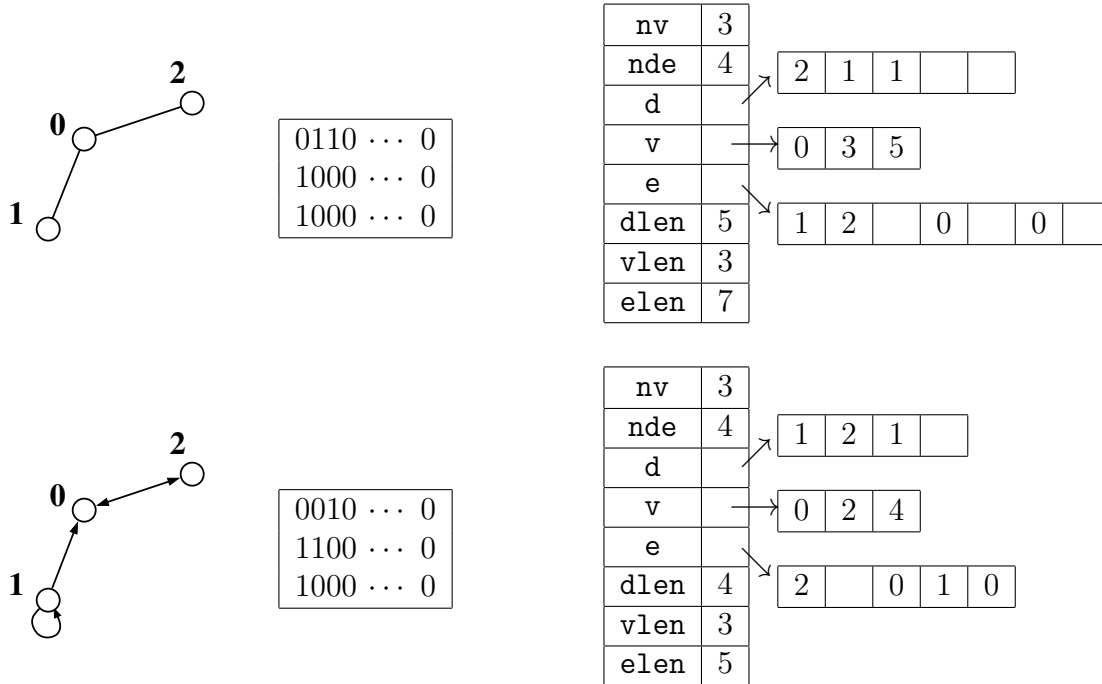 2
0
1
0110 ⋯ 0
1000 ⋯ 0
1000 ⋯ 0
nv 3
nde 4
d
v
e
dlen 5
vlen 3
elen 7
2 1 1
0 3 5
1 2 0 0
2
0
1
0010 ⋯ 0
1100 ⋯ 0
1000 ⋯ 0
nv 3
nde 4
d
v
e
dlen 4
vlen 3
elen 5
1 2 1
0 2 4
2 0 1 0